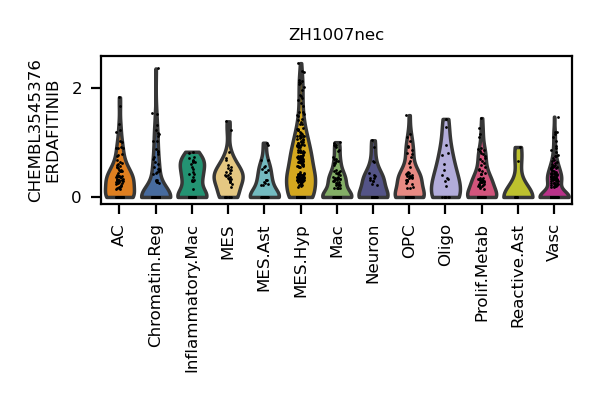 ZH1007nec
CHEMBL3545376
ERDAFITINIB
2
0
AC
Chromatin.Reg
Inflammatory.Mac
MES
MES.Ast
MES.Hyp
Mac
Neuron
OPC
Oligo
Prolif.Metab
Reactive.Ast
Vasc